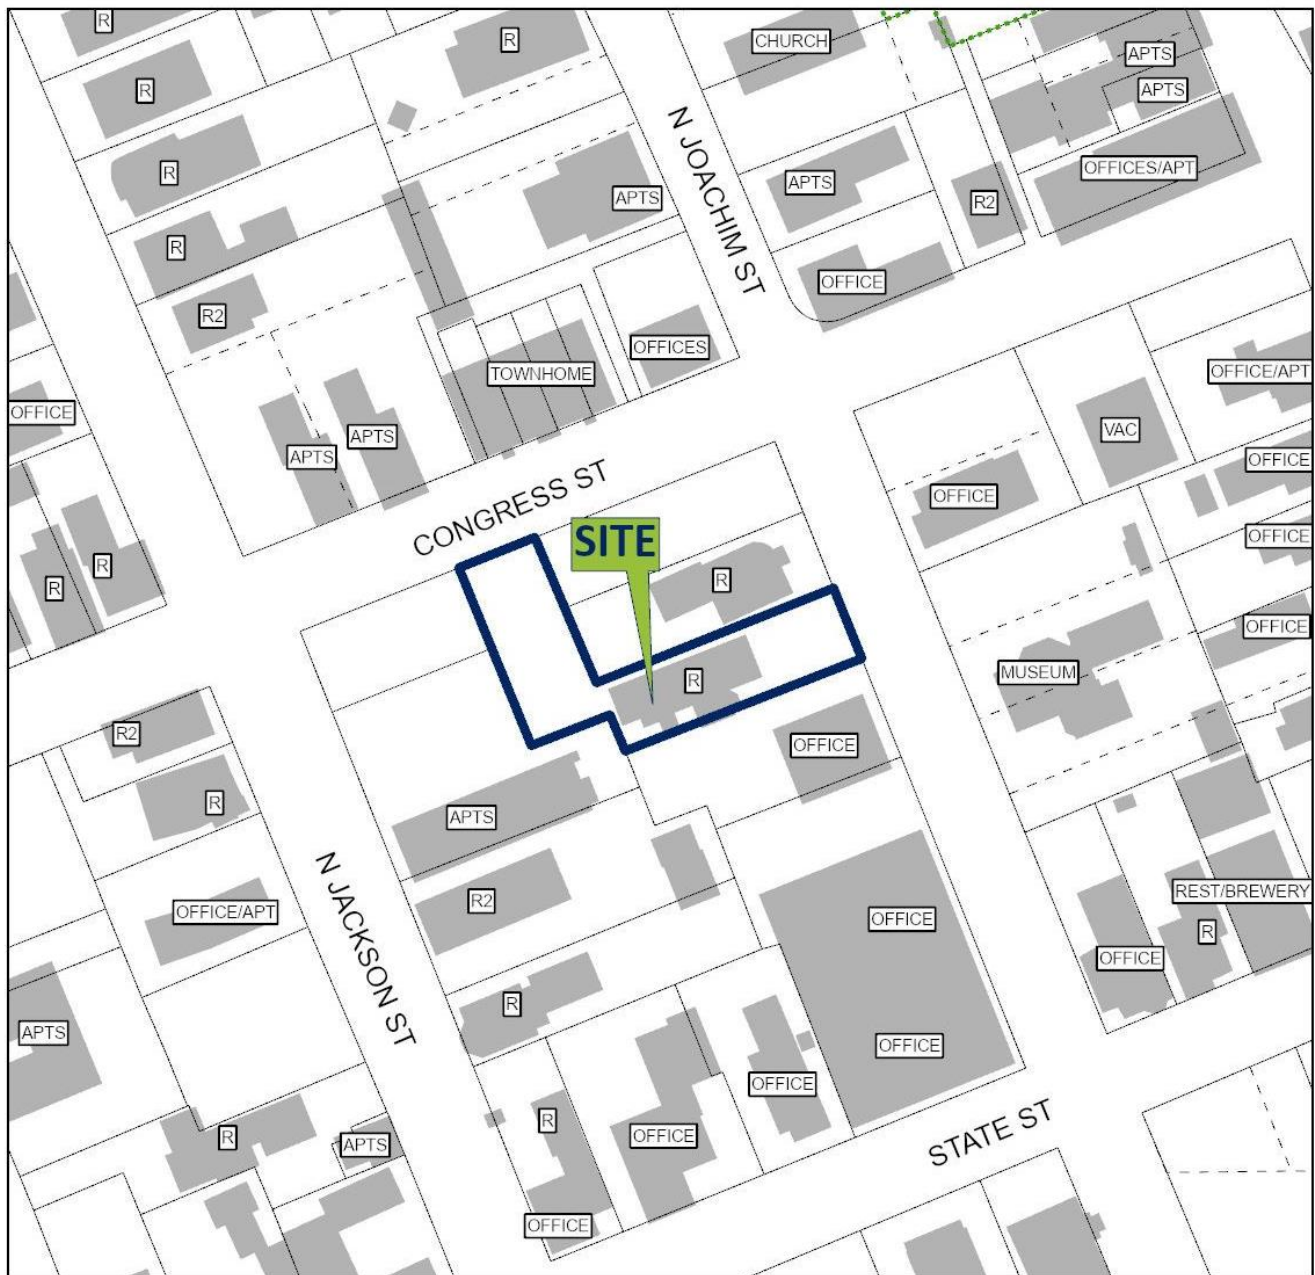 R
R
CHURCH
APTS
R
APTS
N JOACHIM ST
R
APTS
OFFICES/APT
APTS
R2
R
OFFICE
R2
OFFICES
TOWNHOME
OFFICE/APT
OFFICE
APTS
APTS
VAC
OFFICE
CONGRESS ST
OFFICE
SITE
OFFICE
R
R
R
OFFICE
MUSEUM
R
R2
OFFICE
R
APTS
REST/BREWERY
R2
OFFICE/APT
OFFICE
R
N JACKSON ST
OFFICE
R
APTS
OFFICE
OFFICE
R
STATE ST
R
OFFICE
APTS
OFFICE